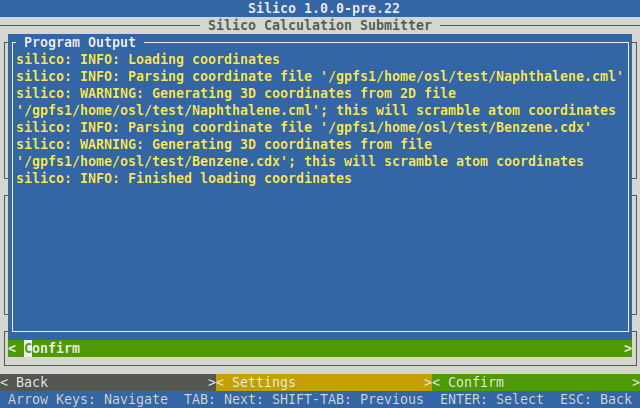 Silico 1.0.0-pre.22
Silico Calculation Submitter
Program Output
silico: INFO: Loading coordinates
silico: INFO: Parsing coordinate file '/gpfs1/home/osl/test/Naphthalene.cml'
silico: WARNING: Generating 3D coordinates from 2D file
'/gpfs1/home/osl/test/Naphthalene.cml'; this will scramble atom coordinates
silico: INFO: Parsing coordinate file '/gpfs1/home/osl/test/Benzene.cdx'
silico: WARNING: Generating 3D coordinates from file
'/gpfs1/home/osl/test/Benzene.cdx'; this will scramble atom coordinates
silico: INFO: Finished loading coordinates
< Confirm >
< Back >< Settings >< Confirm >
Arrow Keys: Navigate TAB: Next: SHIFT-TAB: Previous ENTER: Select ESC: Back